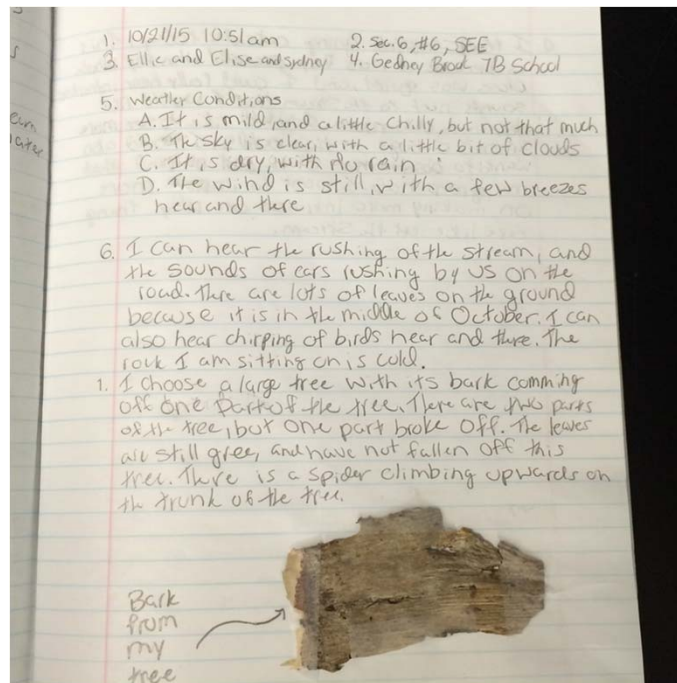 1. 10/21/15 10:51am 2. Sec. 6, #6, SEE
3. Ellie and Elise and sydney 4. Gedney Brook 7B School
5. Weather Conditions
A. It is mild, and a little chilly, but not that much
B. The sky is clear, with a little bit of clouds
C. It is dry, with no rain
D. The wind is still, with a few breezes
hear and there
6. I can hear the rushing of the stream, and
the sounds of cars rushing by us on the
road. There are lots of leaves on the ground
because it is in the middle of October. I can
also hear chirping of birds hear and there. The
rock I am sitting on is cold.
1. I choose a large tree with its bark comming
off one part of the tree. There are two parts
of the tree, but one part broke off. The leaves
are still gree, and have not fallen off this
tree. There is a spider climbing upwards on
the trunk of the tree.
Bark
from
my
tree